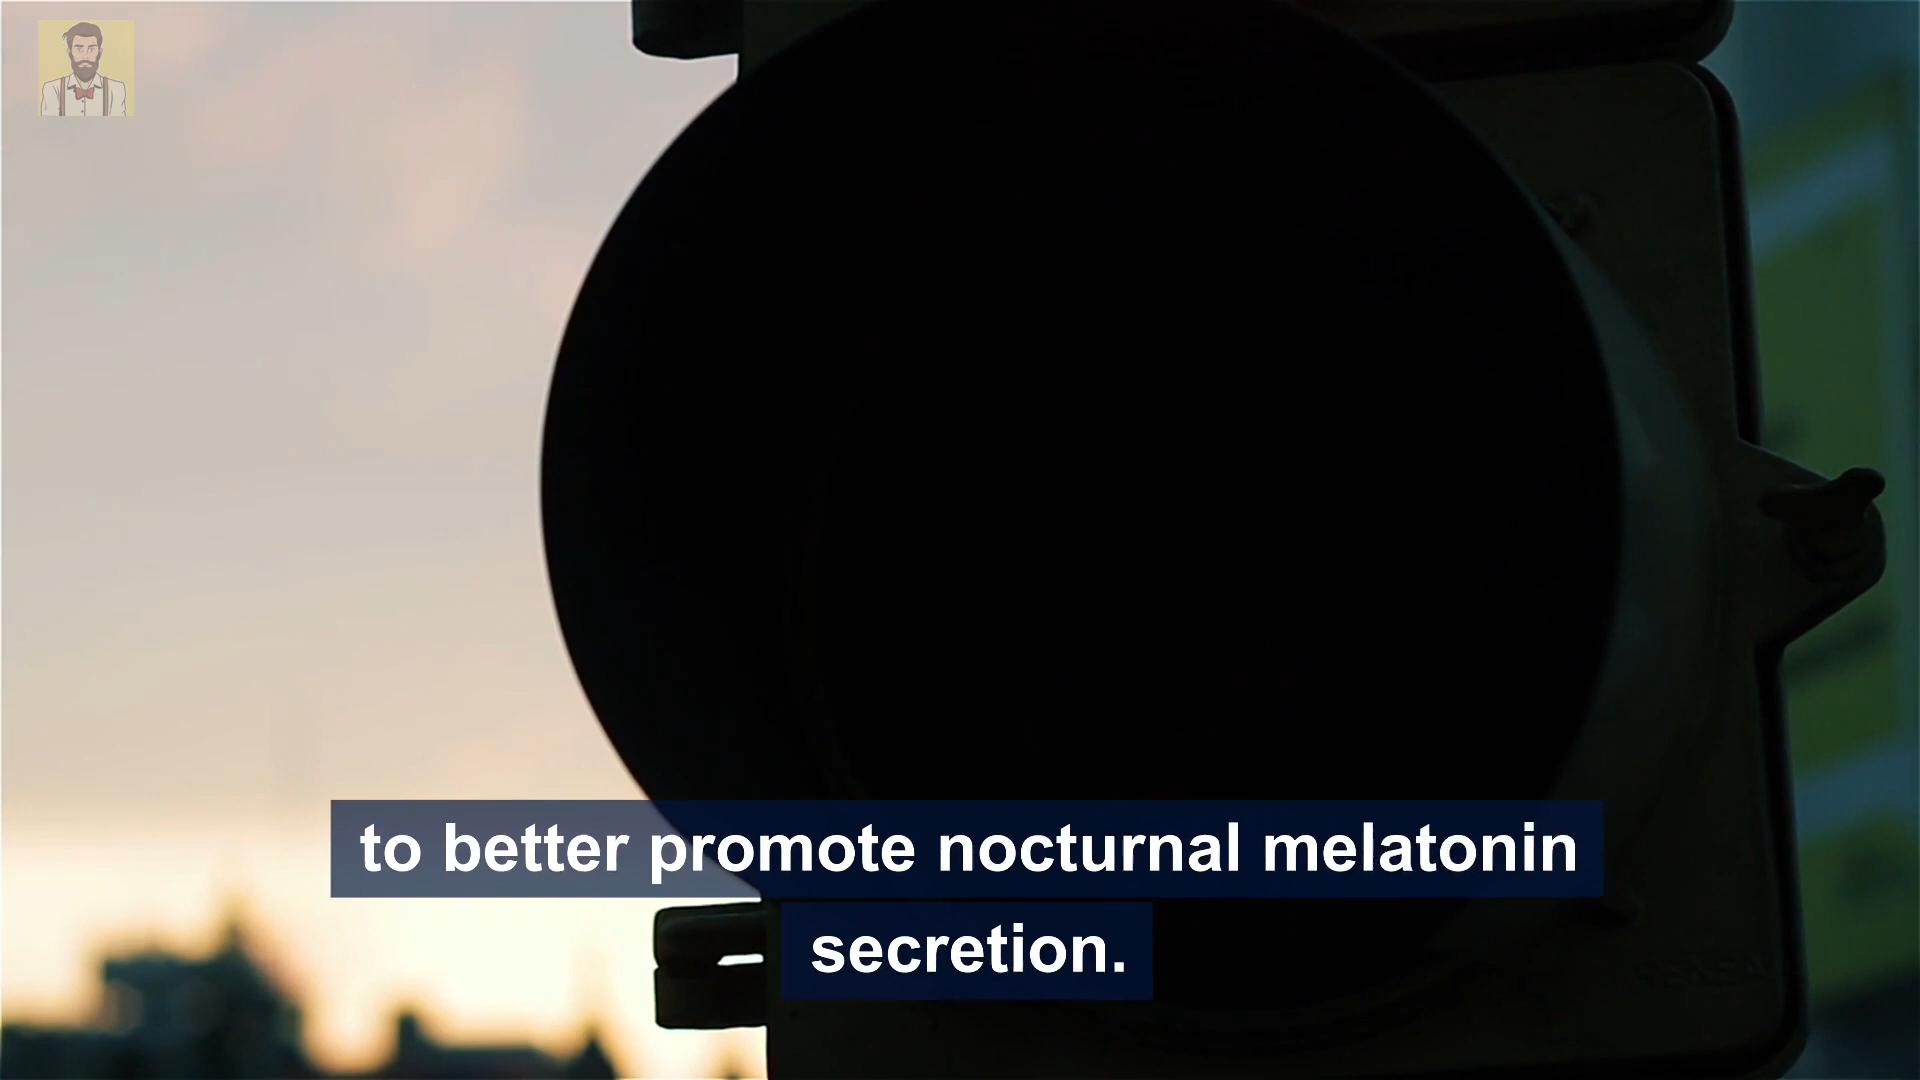 to better promote nocturnal melatonin
secretion.